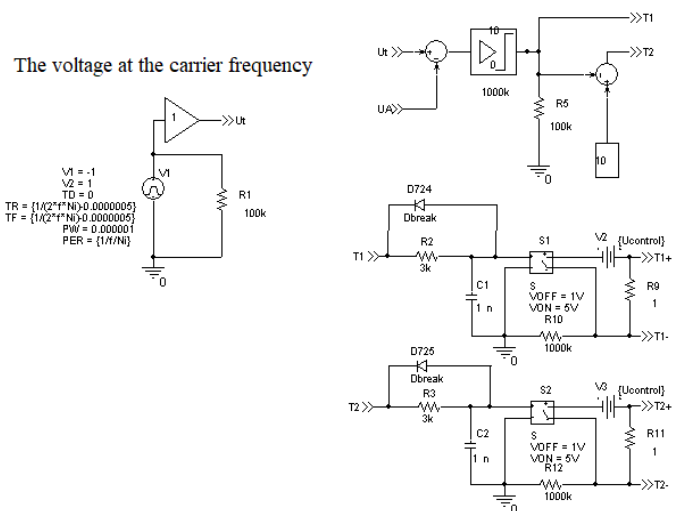 The voltage at the carrier frequency
1
Ut
V1 = -1
V2 = 1
TD = 0
TR = {1/(2*f*Ni)-0.0000005}
TF = {1/(2*f*Ni)-0.0000005}
PW = 0.000001
PER = {1/f/Ni}
V1
R1
100k
0
T1
T2
Ut
UA
10
0
1000k
R5
100k
0
10
D724
Dbreak
T1
R2
3k
C1
1 n
S1
S
VOFF = 1V
VON = 5V
R10
1000k
0
V2
{Ucontrol}
T1+
R9
1
T1-
D725
Dbreak
T2
R3
3k
C2
1 n
S2
S
VOFF = 1V
VON = 5V
R12
1000k
0
V3
{Ucontrol}
T2+
R11
1
T2-